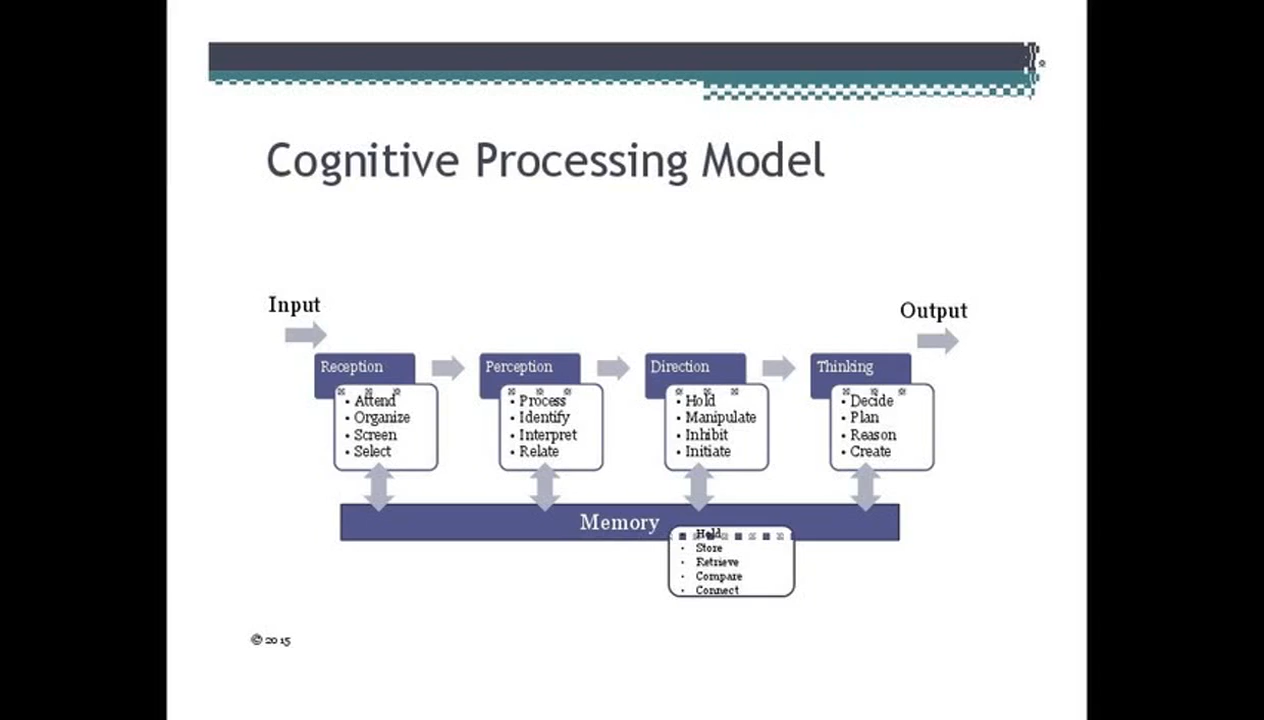 Cognitive Processing Model
Input
Output
Reception
• Attend
• Organize
• Screen
• Select
Perception
• Process
• Identify
• Interpret
• Relate
Direction
• Hold
• Manipulate
• Inhibit
• Initiate
Thinking
• Decide
• Plan
• Reason
• Create
Memory
• Hold
• Store
• Retrieve
• Compare
• Connect
© 2015